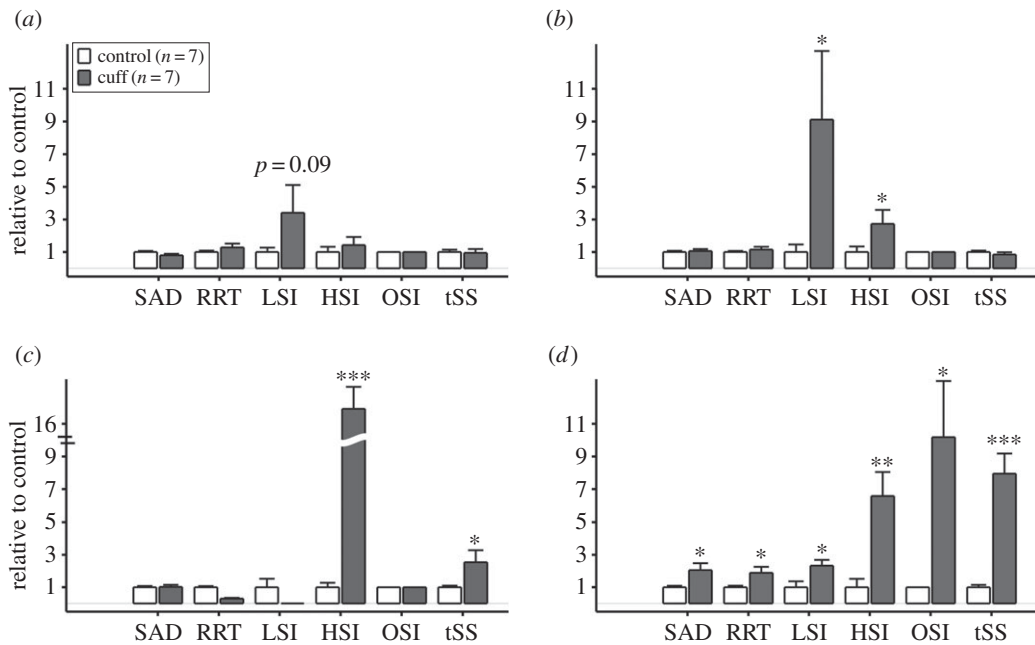 (a)
control (n = 7)
cuff (n = 7)
relative to control
11
9
7
5
3
1
p = 0.09
SAD RRT LSI HSI OSI tSS
(b)
11
9
7
5
3
1
*
*
SAD RRT LSI HSI OSI tSS
(c)
relative to control
16
9
7
5
3
1
***
*
SAD RRT LSI HSI OSI tSS
(d)
11
9
7
5
3
1
*
*
*
**
*
***
SAD RRT LSI HSI OSI tSS